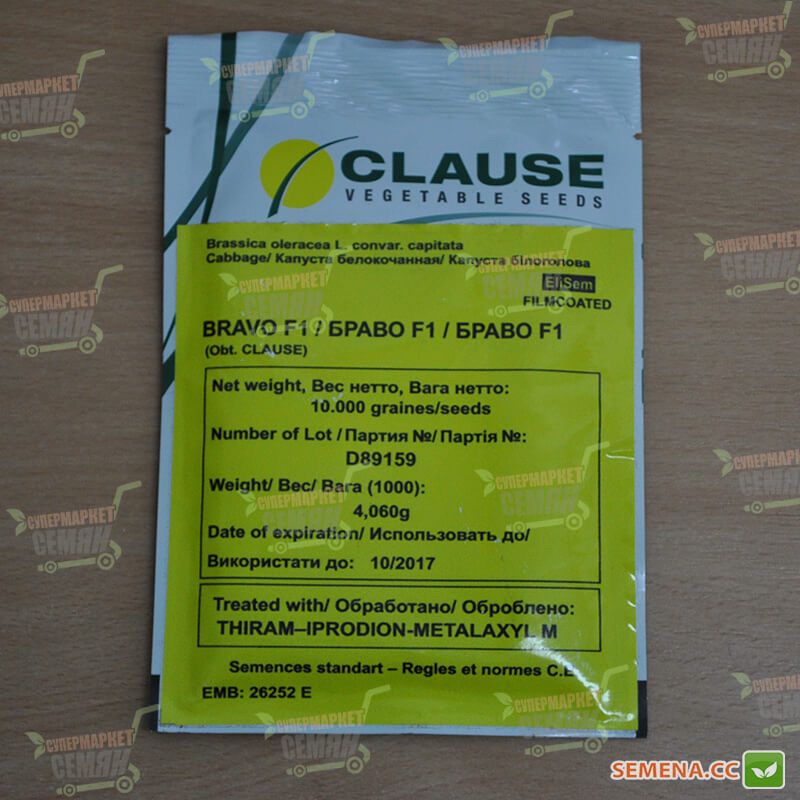 CLAUSE
VEGETABLE SEEDS
Brassica oleracea L. convar. capitata
Cabbage/ Капуста белокочанная/ Капуста білоголова
EliSem
FILMCOATED
BRAVO F1 / БРАВО F1 / БРАВО F1
(Obt. CLAUSE)
Net weight, Вес нетто, Вага нетто:
10.000 graines/seeds
Number of Lot / Партия №/ Партія №:
D89159
Weight/ Вес/ Вага (1000):
4,060g
Date of expiration/ Использовать до/
Використати до: 10/2017
Treated with/ Обработано/ Оброблено:
THIRAM–IPRODION-METALAXYL M
Semences standart – Regles et normes C.E
EMB: 26252 E
СУПЕРМАРКЕТ
СЕМЯН
SEMENA.CC